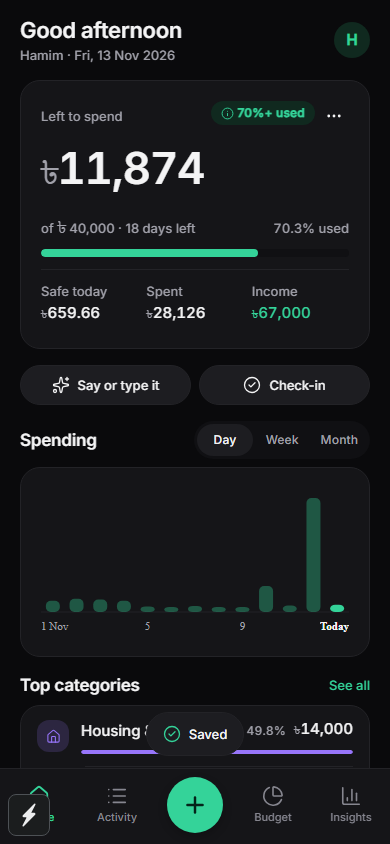 Good afternoon
Hamim · Fri, 13 Nov 2026
H
Left to spend
70%+ used
৳11,874
of ৳ 40,000 · 18 days left
70.3% used
Safe today
Spent
Income
৳659.66
৳28,126
৳67,000
Say or type it
Check-in
Spending
Day
Week
Month
1 Nov
5
9
Today
Top categories
See all
Housing
49.8%
৳14,000
Saved
Activity
Budget
Insights